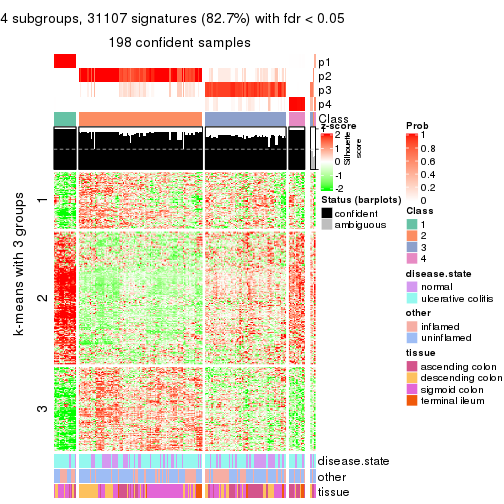 4 subgroups, 31107 signatures (82.7%) with fdr < 0.05
198 confident samples
p1
p2
p3
p4
Class
k-means with 3 groups
1
2
3
disease.state
other
tissue
z-score
2
1
0
-1
-2
Silhouette
score
Status (barplots)
confident
ambiguous
Prob
1
0.8
0.6
0.4
0.2
0
Class
1
2
3
4
disease.state
normal
ulcerative colitis
other
inflamed
uninflamed
tissue
ascending colon
descending colon
sigmoid colon
terminal ileum